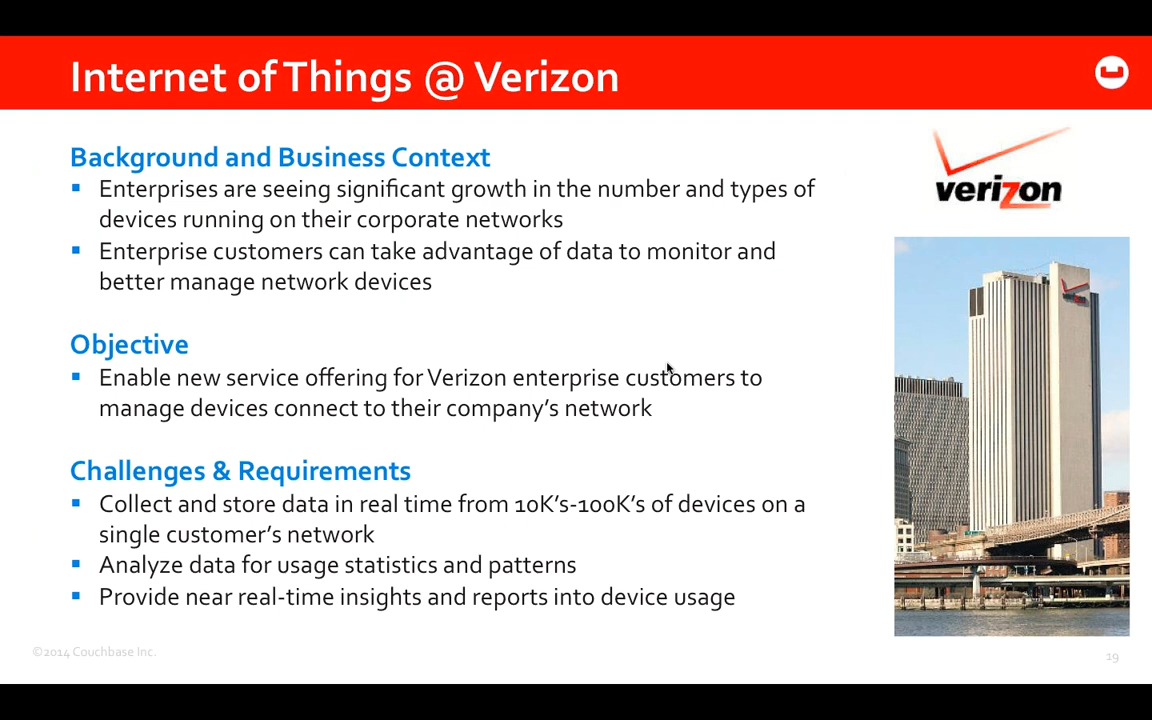 Internet of Things @ Verizon
verizon
Background and Business Context
▪ Enterprises are seeing significant growth in the number and types of
devices running on their corporate networks
▪ Enterprise customers can take advantage of data to monitor and
better manage network devices
Objective
▪ Enable new service offering for Verizon enterprise customers to
manage devices connect to their company’s network
Challenges & Requirements
▪ Collect and store data in real time from 10K’s-100K’s of devices on a
single customer’s network
▪ Analyze data for usage statistics and patterns
▪ Provide near real-time insights and reports into device usage
©2014 Couchbase Inc.
19